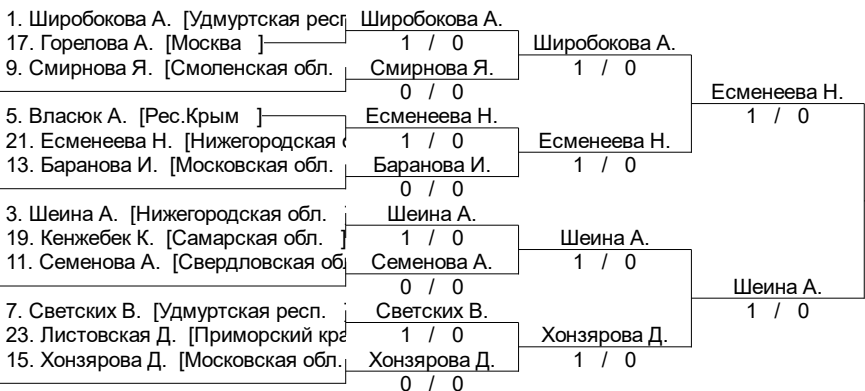 1. Широбокова А. [Удмуртская респ
Широбокова А.
17. Горелова А. [Москва ]
1 / 0
Широбокова А.
9. Смирнова Я. [Смоленская обл.
Смирнова Я.
1 / 0
0 / 0
Есменеева Н.
5. Власюк А. [Рес.Крым ]
Есменеева Н.
1 / 0
21. Есменеева Н. [Нижегородская
1 / 0
Есменеева Н.
13. Баранова И. [Московская обл.
Баранова И.
1 / 0
0 / 0
3. Шеина А. [Нижегородская обл.
Шеина А.
19. Кенжебек К. [Самарская обл. ]
1 / 0
Шеина А.
11. Семенова А. [Свердловская об
Семенова А.
1 / 0
0 / 0
Шеина А.
7. Светских В. [Удмуртская респ.
Светских В.
1 / 0
23. Листовская Д. [Приморский кра
1 / 0
Хонзярова Д.
15. Хонзярова Д. [Московская обл.
Хонзярова Д.
1 / 0
0 / 0